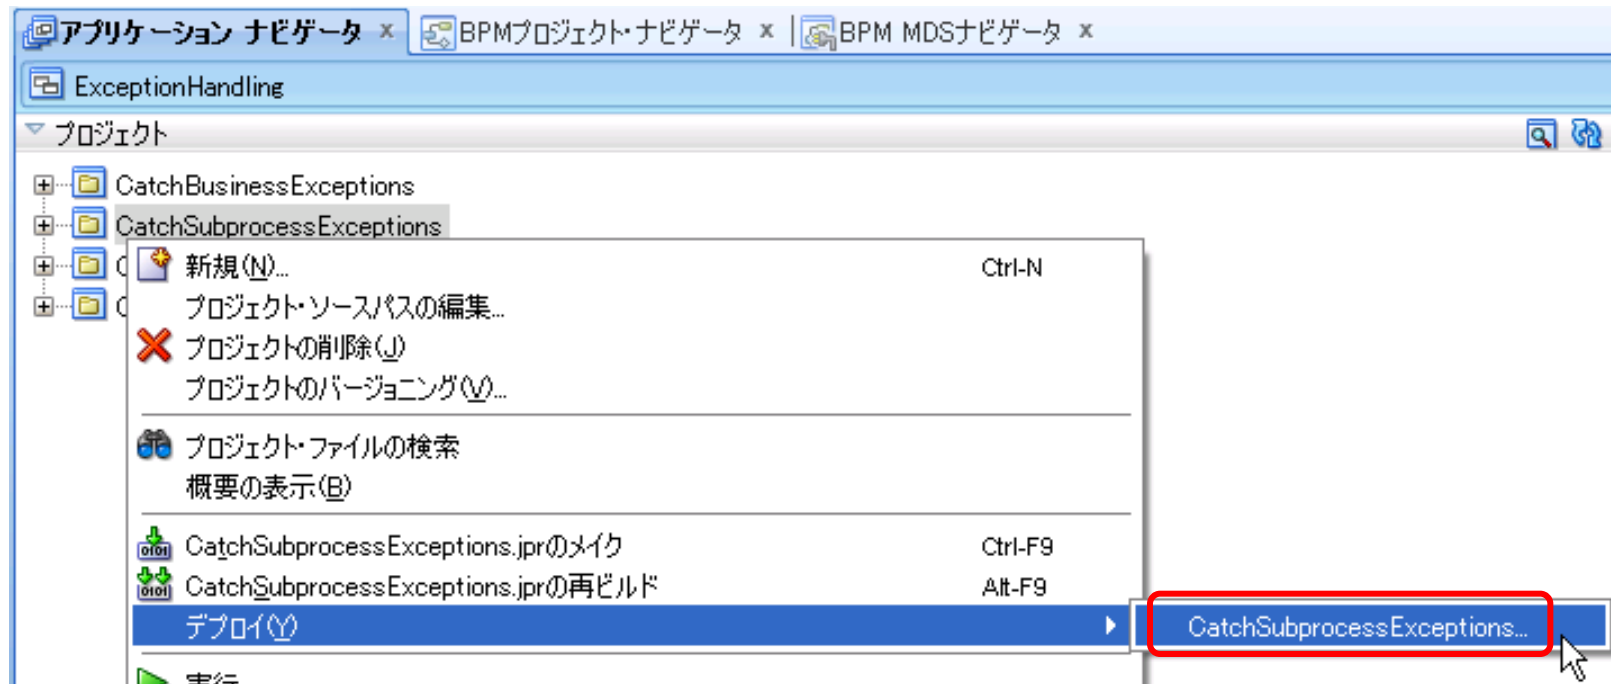 アプリケーション ナビゲータ BPMプロジェクト・ナビゲータ BPM MDSナビゲータ
ExceptionHandling
プロジェクト
CatchBusinessExceptions
CatchSubprocessExceptions
新規(N)... Ctrl-N
プロジェクト・ソースパスの編集...
プロジェクトの削除(J)
プロジェクトのバージョニング(V)...
プロジェクト・ファイルの検索
概要の表示(B)
CatchSubprocessExceptions.jprのメイク Ctrl-F9
CatchSubprocessExceptions.jprの再ビルド Alt-F9
デプロイ(Y) CatchSubprocessExceptions...
実行